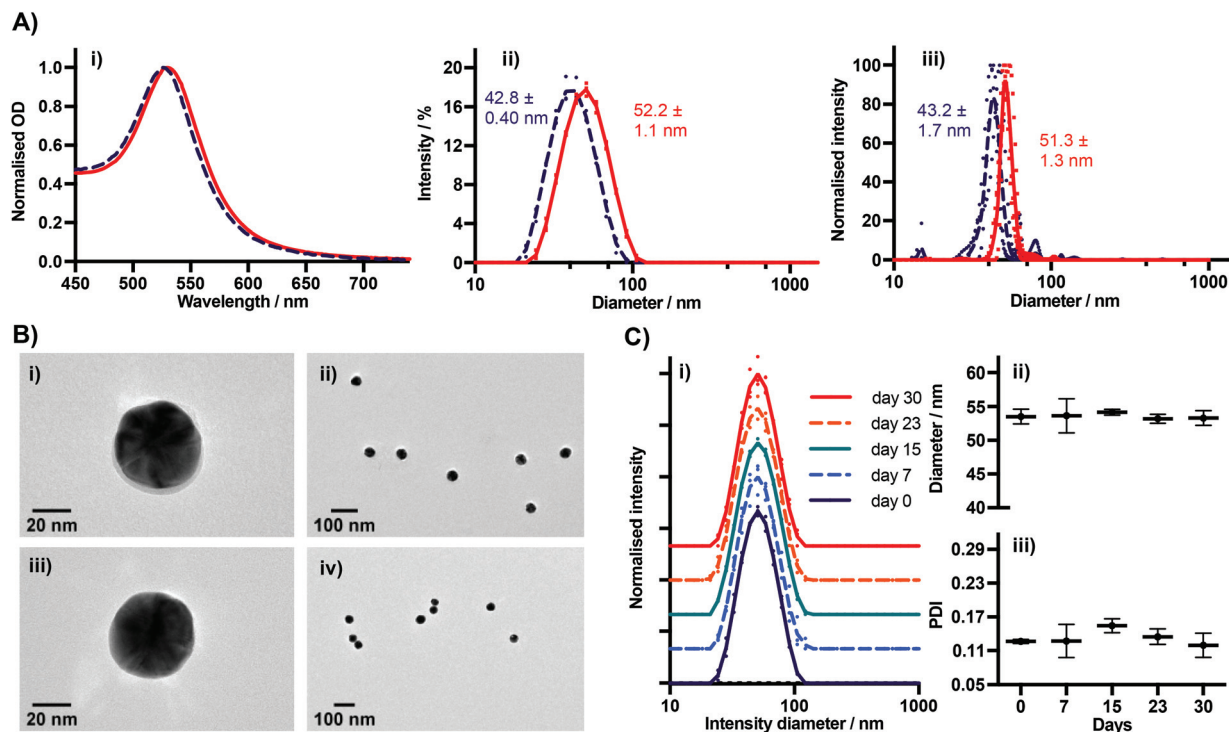 A)
i)
Normalised OD
1.0
0.8
0.6
0.4
0.2
0.0
450 500 550 600 650 700
Wavelength / nm
ii)
Intensity / %
20
16
12
8
4
0
42.8 ±
0.40 nm
52.2 ±
1.1 nm
10 100 1000
Diameter / nm
iii)
Normalised intensity
100
80
60
40
20
0
43.2 ±
1.7 nm
51.3 ±
1.3 nm
10 100 1000
Diameter / nm
B)
i)
20 nm
ii)
100 nm
iii)
20 nm
iv)
100 nm
C)
i)
Normalised intensity
day 30
day 23
day 15
day 7
day 0
10 100 1000
Intensity diameter / nm
ii)
Diameter / nm
60
55
50
45
40
iii)
PDI
0.29
0.23
0.17
0.11
0.05
0 7 15 23 30
Days